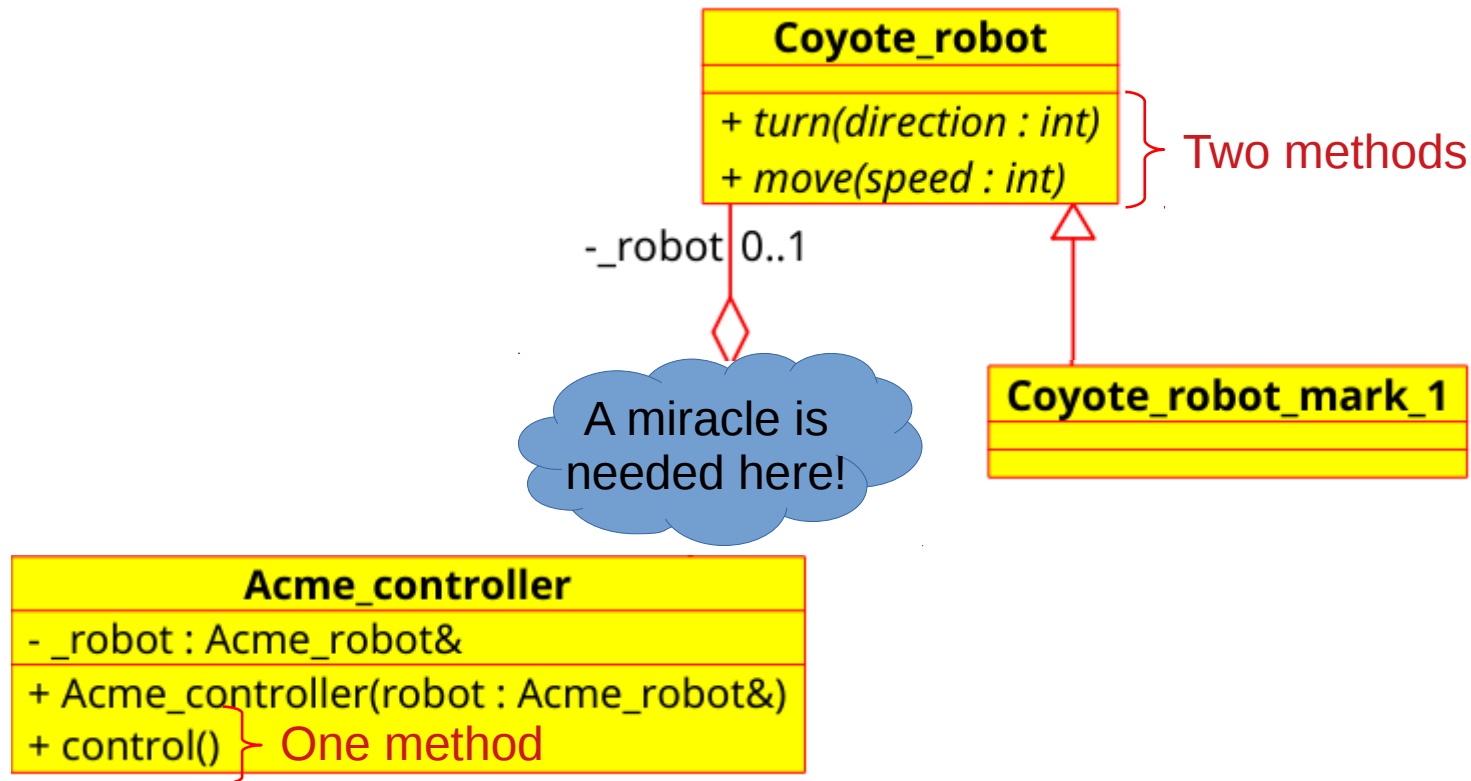 Coyote_robot
+ turn(direction : int)
+ move(speed : int)
Two methods
-_robot 0..1
A miracle is
needed here!
Coyote_robot_mark_1
Acme_controller
- _robot : Acme_robot&
+ Acme_controller(robot : Acme_robot&)
+ control()
One method